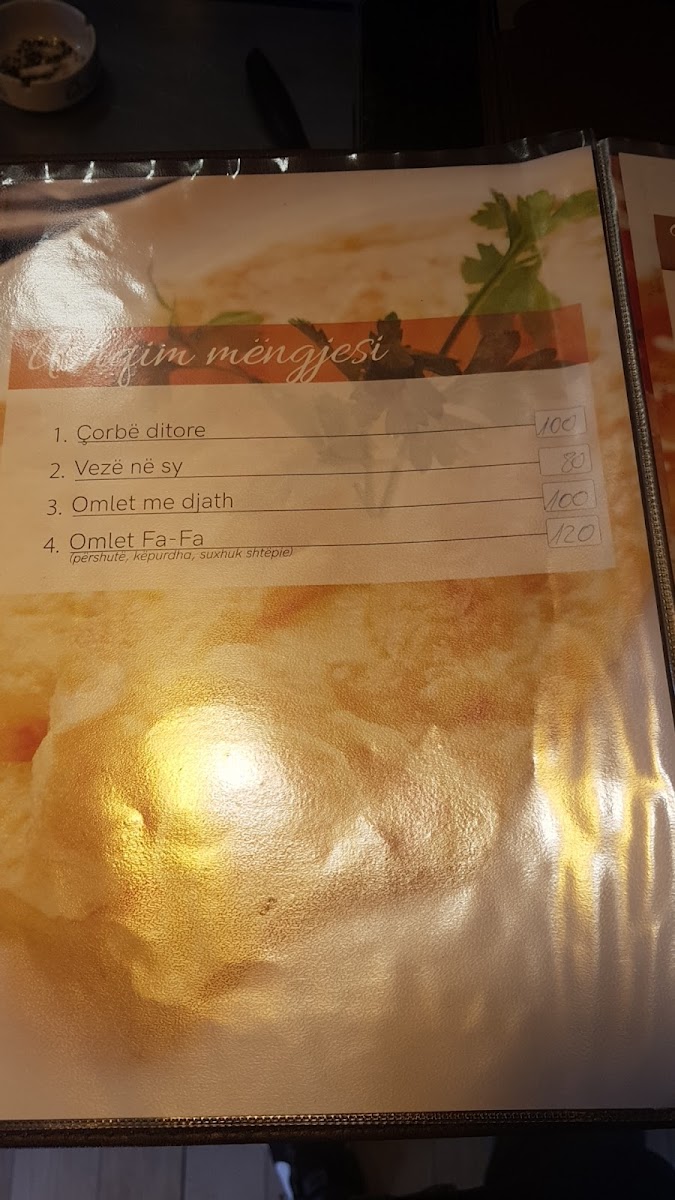 mëngjesi
1. Çorbë ditore 100
2. Vezë në sy 80
3. Omlet me djath 100
4. Omlet Fa-Fa 120
(përshutë, këpurdha, suxhuk shtëpie)